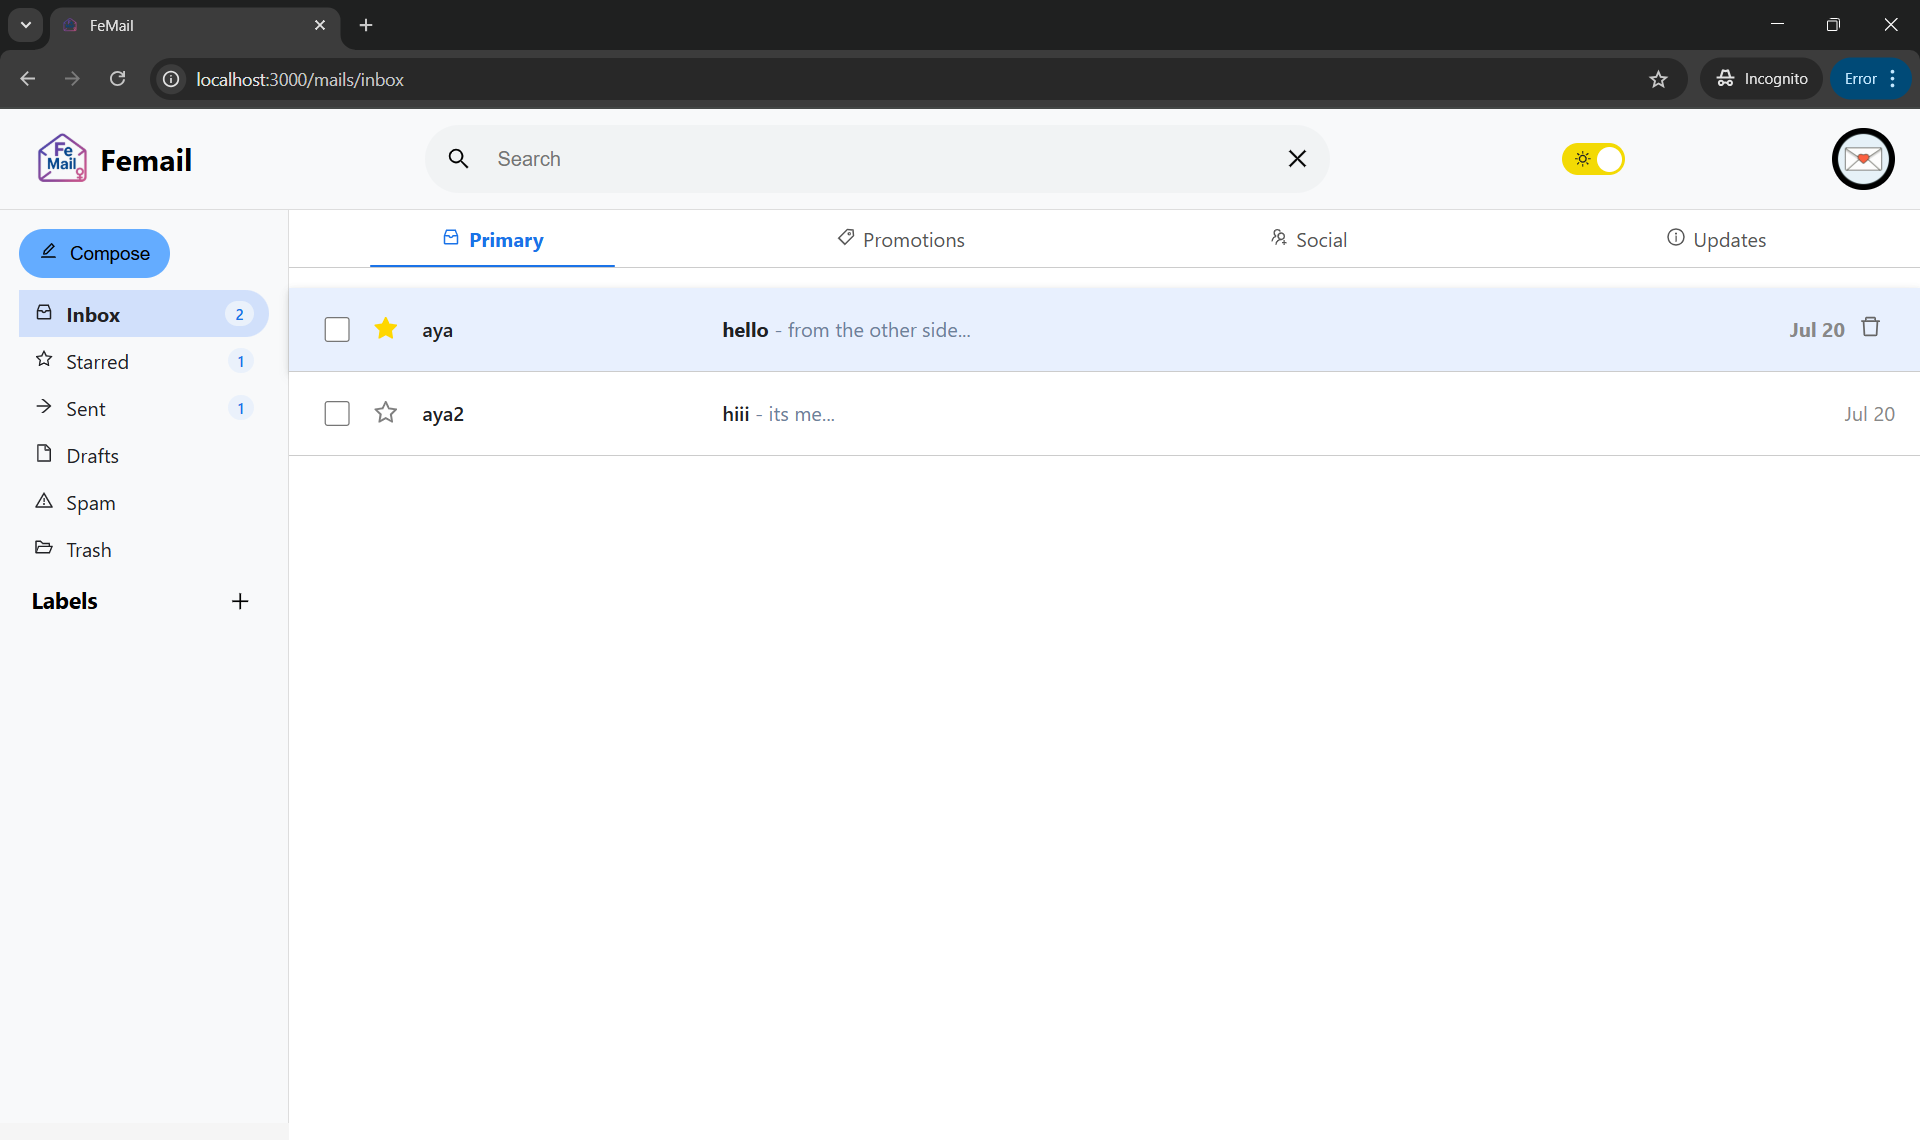 FeMail
localhost:3000/mails/inbox
Incognito
Error
Fe
Mail
Femail
Search
Compose
Primary
Promotions
Social
Updates
Inbox 2
Starred 1
Sent 1
Drafts
Spam
Trash
Labels
aya hello - from the other side... Jul 20
aya2 hiii - its me... Jul 20